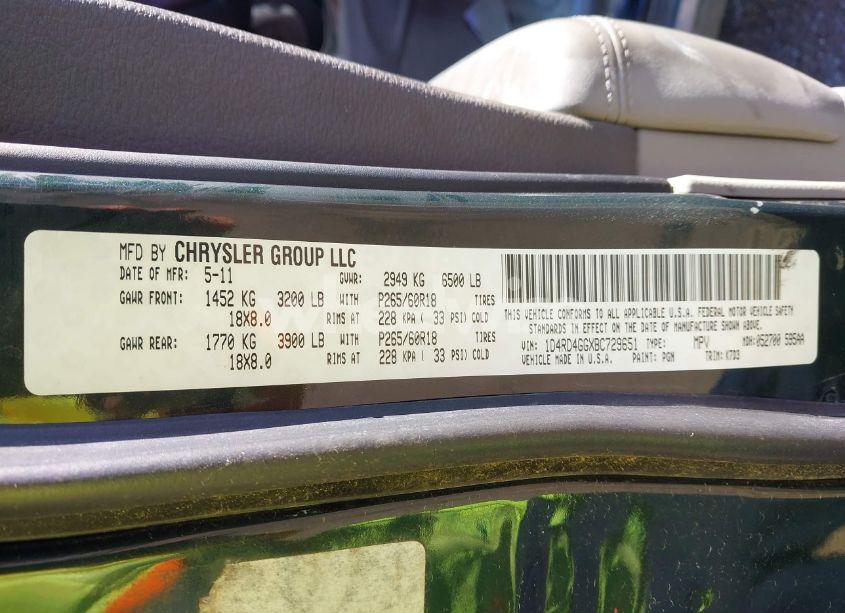 MFD BY CHRYSLER GROUP LLC
DATE OF MFR: 5-11 GVWR: 2949 KG 6500 LB
GAWR FRONT: 1452 KG 3200 LB WITH P265/60R18 TIRES
18X8.0 RIMS AT 228 KPA ( 33 PSI) COLD
GAWR REAR: 1770 KG 3900 LB WITH P265/60R18 TIRES
18X8.0 RIMS AT 228 KPA ( 33 PSI) COLD
THIS VEHICLE CONFORMS TO ALL APPLICABLE U.S.A. FEDERAL MOTOR VEHICLE SAFETY
STANDARDS IN EFFECT ON THE DATE OF MANUFACTURE SHOWN ABOVE.
VIN: 1D4RD4GGXBC729651 TYPE: MPV MDH: 052700 595AA
VEHICLE MADE IN U.S.A. PAINT: PGN TRIM: K7D3